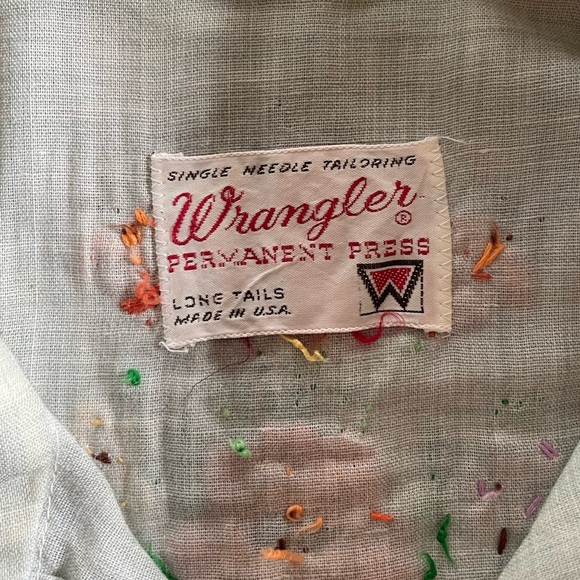 SINGLE NEEDLE TAILORING
Wrangler ®
PERMANENT PRESS
LONG TAILS
MADE IN U.S.A.
W